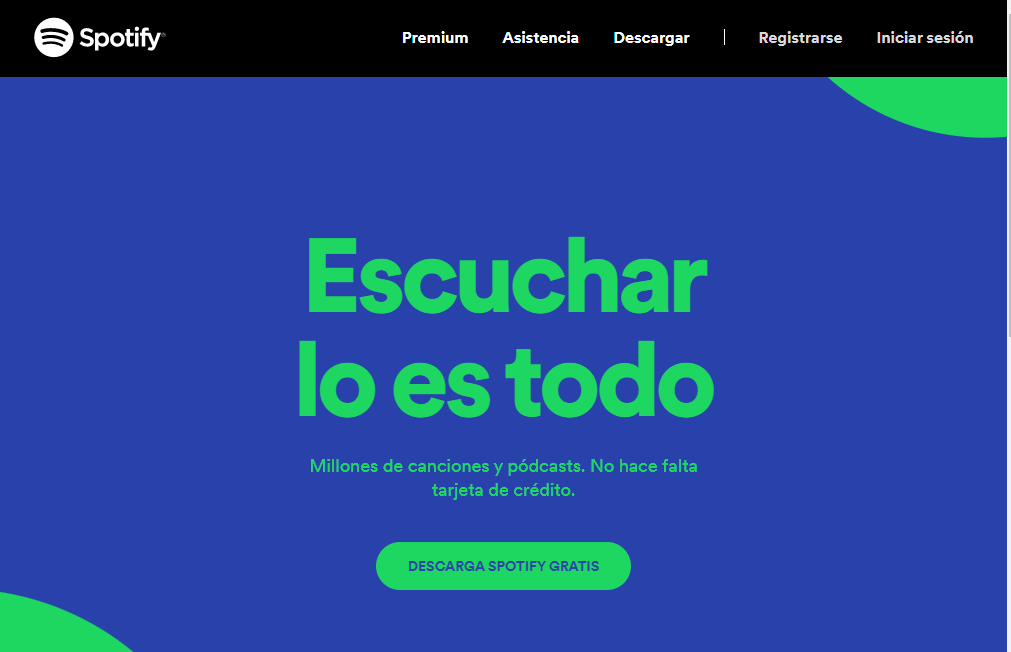 Spotify
Premium Asistencia Descargar Registrarse Iniciar sesión
Escuchar
lo es todo
Millones de canciones y pódcasts. No hace falta
tarjeta de crédito.
DESCARGA SPOTIFY GRATIS